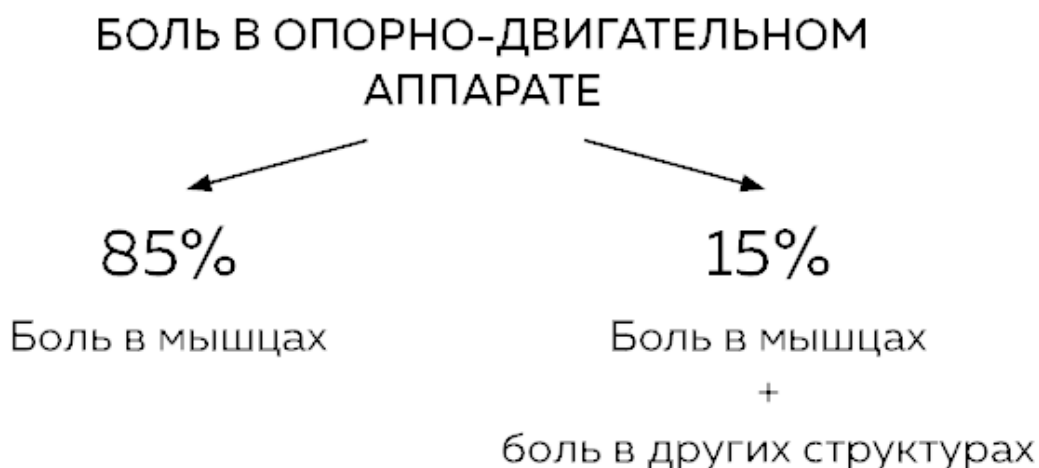 БОЛЬ В ОПОРНО-ДВИГАТЕЛЬНОМ
АППАРАТЕ
85%
15%
Боль в мышцах
Боль в мышцах
+
боль в других структурах